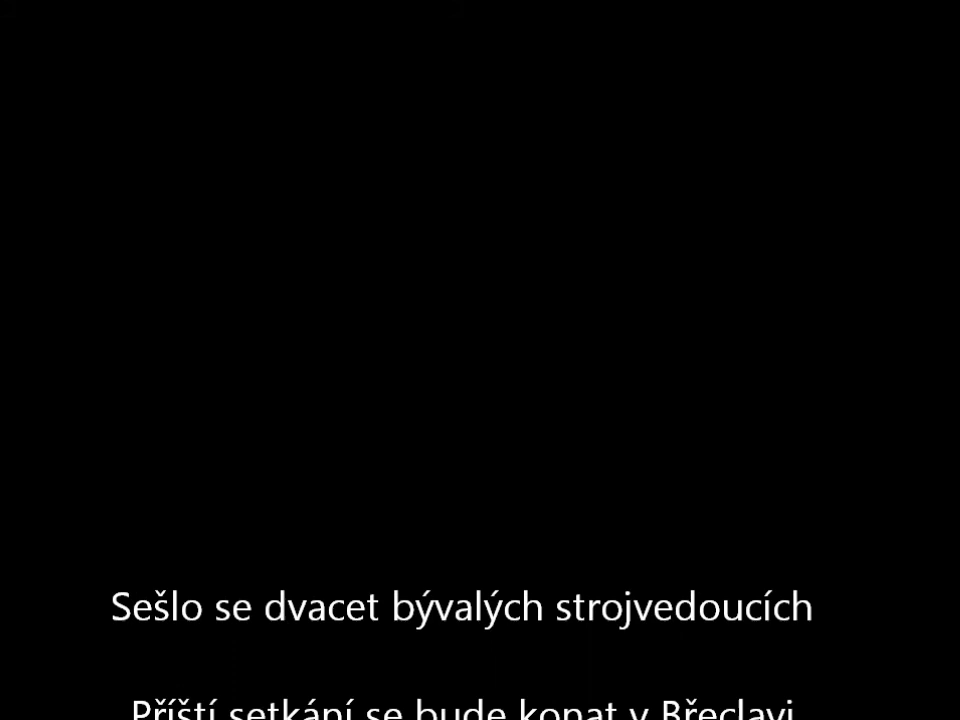 Sešlo se dvacet bývalých strojvedoucích
Příští setkání se bude konat v Břeclavi